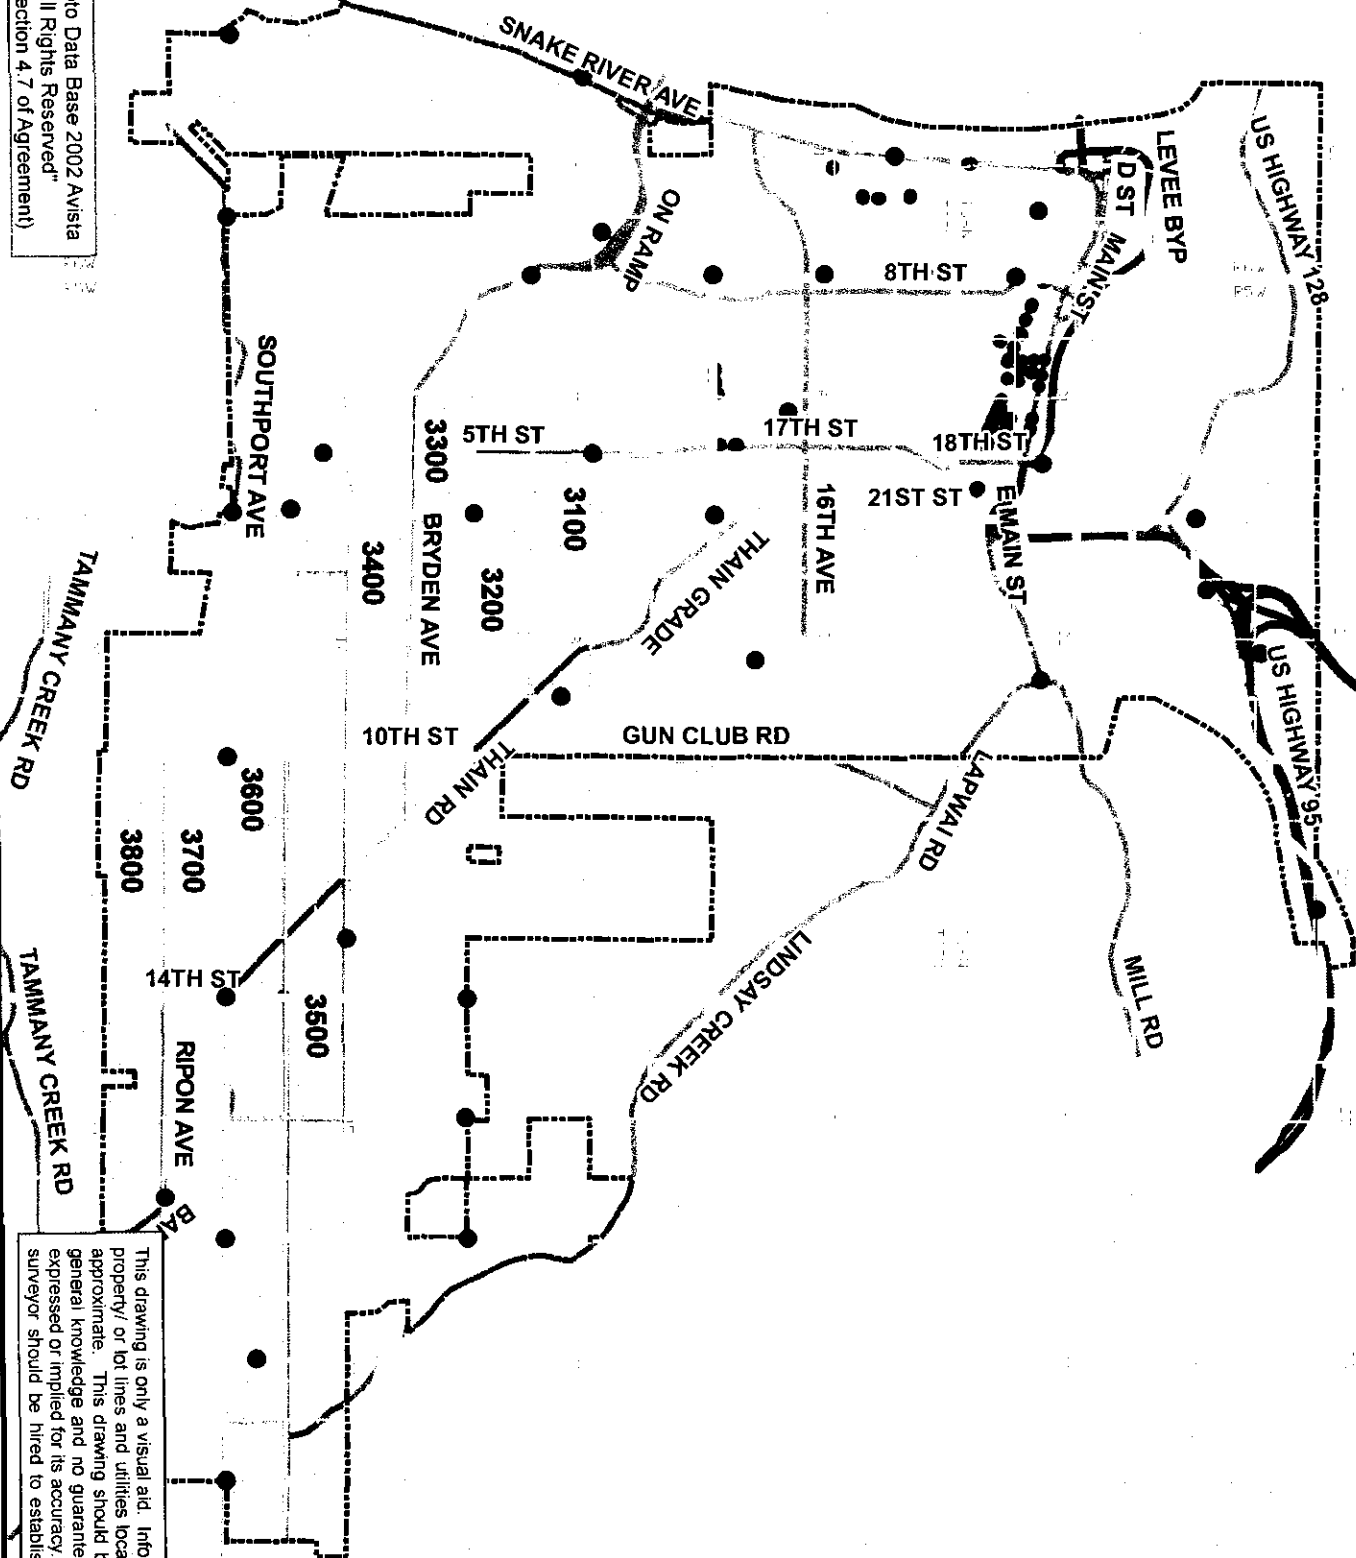 to Data Base 2002 Avista
ll Rights Reserved"
ection 4.7 of Agreement)
SNAKE RIVER AVE
US HIGHWAY 128
LEVEE BYP
D ST
MAIN ST
ON RAMP
8TH ST
SOUTHPORT AVE
5TH ST
17TH ST
18TH ST
21ST ST
E MAIN ST
16TH AVE
3300
BRYDEN AVE
3100
3200
3400
THAIN GRADE
TAMMANY CREEK RD
US HIGHWAY 95
10TH ST
THAIN RD
GUN CLUB RD
LAPWAI RD
3600
3700
3800
MILL RD
LINDSAY CREEK RD
14TH ST
3500
TAMMANY CREEK RD
RIPON AVE
This drawing is only a visual aid. Info
property/ or lot lines and utilities loca
approximate. This drawing should b
general knowledge and no guarante
expressed or implied for its accuracy.
surveyor should be hired to establis